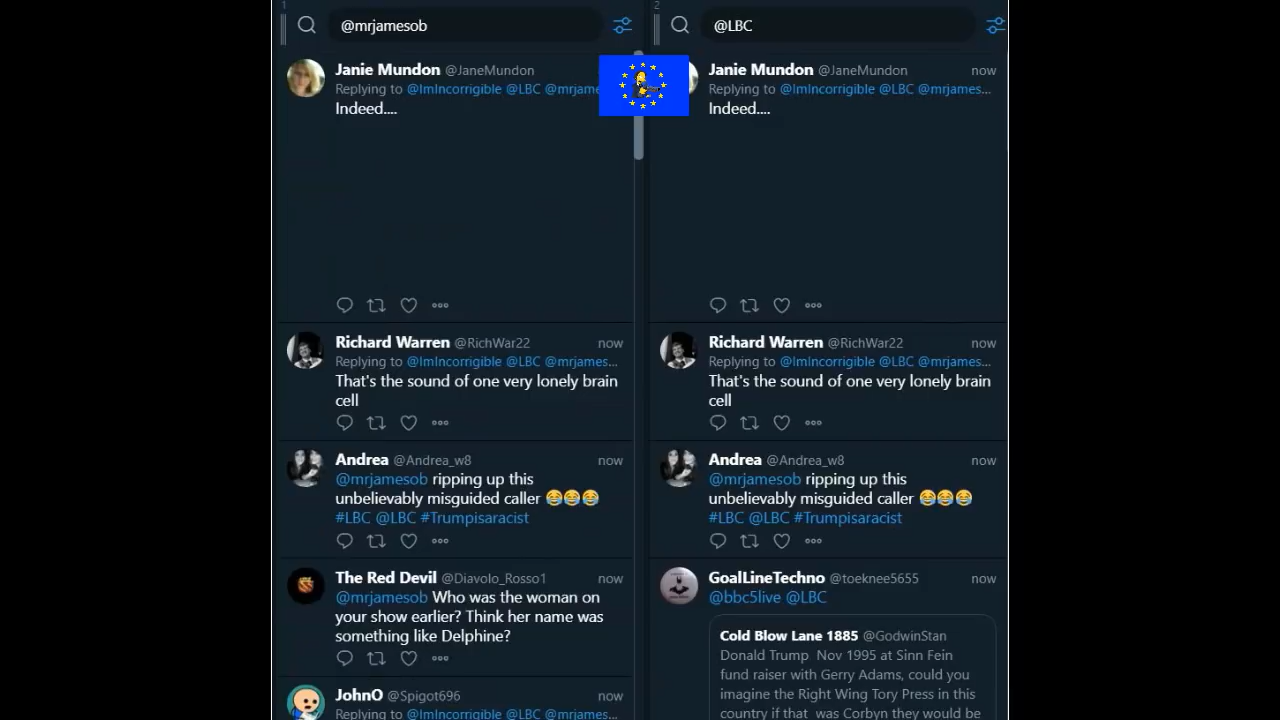 1
@mrjamesob
Janie Mundon @JaneMundon
Replying to @ImIncorrigible @LBC @mrjame
Indeed....
Richard Warren @RichWar22 now
Replying to @ImIncorrigible @LBC @mrjames...
That's the sound of one very lonely brain
cell
Andrea @Andrea_w8 now
@mrjamesob ripping up this
unbelievably misguided caller 😂😂😂
#LBC @LBC #Trumpisaracist
The Red Devil @Diavolo_Rosso1 now
@mrjamesob Who was the woman on
your show earlier? Think her name was
something like Delphine?
JohnO @Spigot696 now
Replying to @ImIncorrigible @LBC @mrjames...
2
@LBC
Janie Mundon @JaneMundon now
Replying to @ImIncorrigible @LBC @mrjames...
Indeed....
Richard Warren @RichWar22 now
Replying to @ImIncorrigible @LBC @mrjames...
That's the sound of one very lonely brain
cell
Andrea @Andrea_w8 now
@mrjamesob ripping up this
unbelievably misguided caller 😂😂😂
#LBC @LBC #Trumpisaracist
GoalLineTechno @toeknee5655 now
@bbc5live @LBC
Cold Blow Lane 1885 @GodwinStan
Donald Trump Nov 1995 at Sinn Fein
fund raiser with Gerry Adams, could you
imagine the Right Wing Tory Press in this
country if that was Corbyn they would be